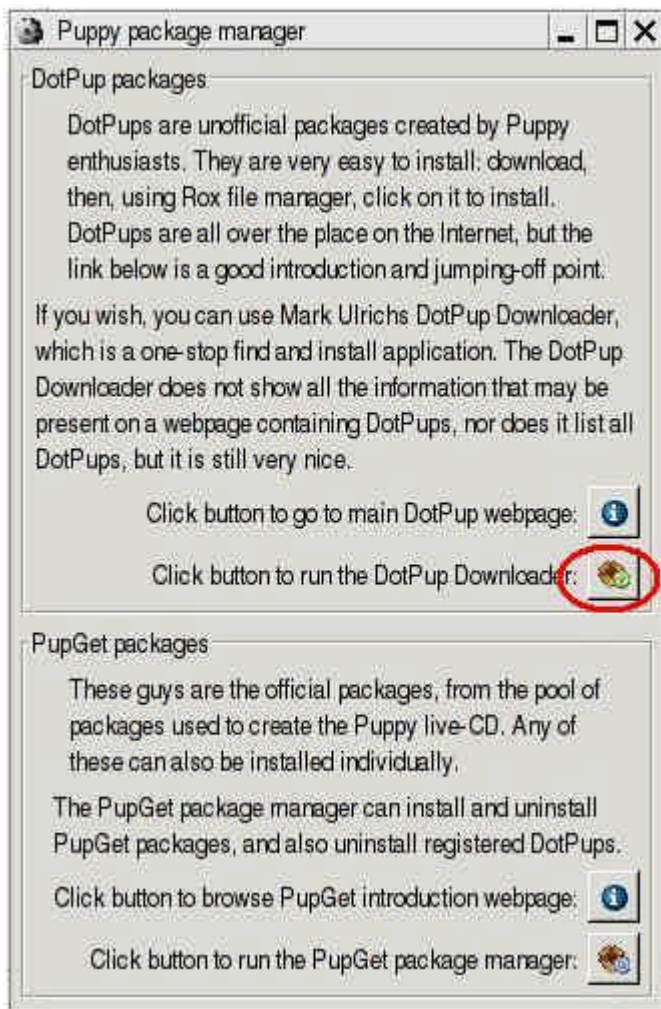 Puppy package manager
DotPup packages
DotPups are unofficial packages created by Puppy
enthusiasts. They are very easy to install: download,
then, using Rox file manager, click on it to install.
DotPups are all over the place on the Internet, but the
link below is a good introduction and jumping-off point.
If you wish, you can use Mark Ulrichs DotPup Downloader,
which is a one-stop find and install application. The DotPup
Downloader does not show all the information that may be
present on a webpage containing DotPups, nor does it list all
DotPups, but it is still very nice.
Click button to go to main DotPup webpage:
Click button to run the DotPup Downloader:
PupGet packages
These guys are the official packages, from the pool of
packages used to create the Puppy live-CD. Any of
these can also be installed individually.
The PupGet package manager can install and uninstall
PupGet packages, and also uninstall registered DotPups.
Click button to browse PupGet introduction webpage:
Click button to run the PupGet package manager: